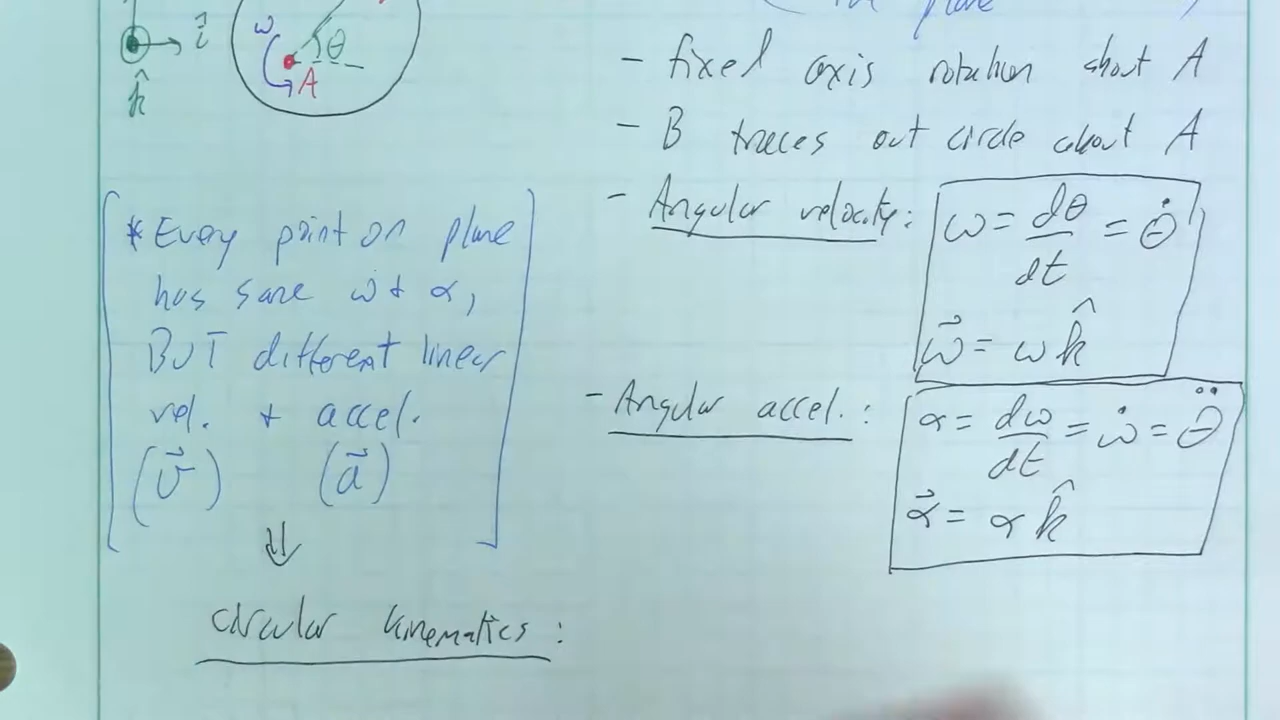 î
k̂
ω
θ
A
plane
- fixed axis rotation about A
- B traces out circle about A
- Angular velocity: ω = dθ/dt = θ̇
ω⃗ = ω k̂
- Angular accel.: α = dω/dt = ω̇ = θ̈
α⃗ = α k̂
* Every point on plane
has same ω + α,
BUT different linear
vel. + accel.
(v⃗) (a⃗)
⇓
circular kinematics: